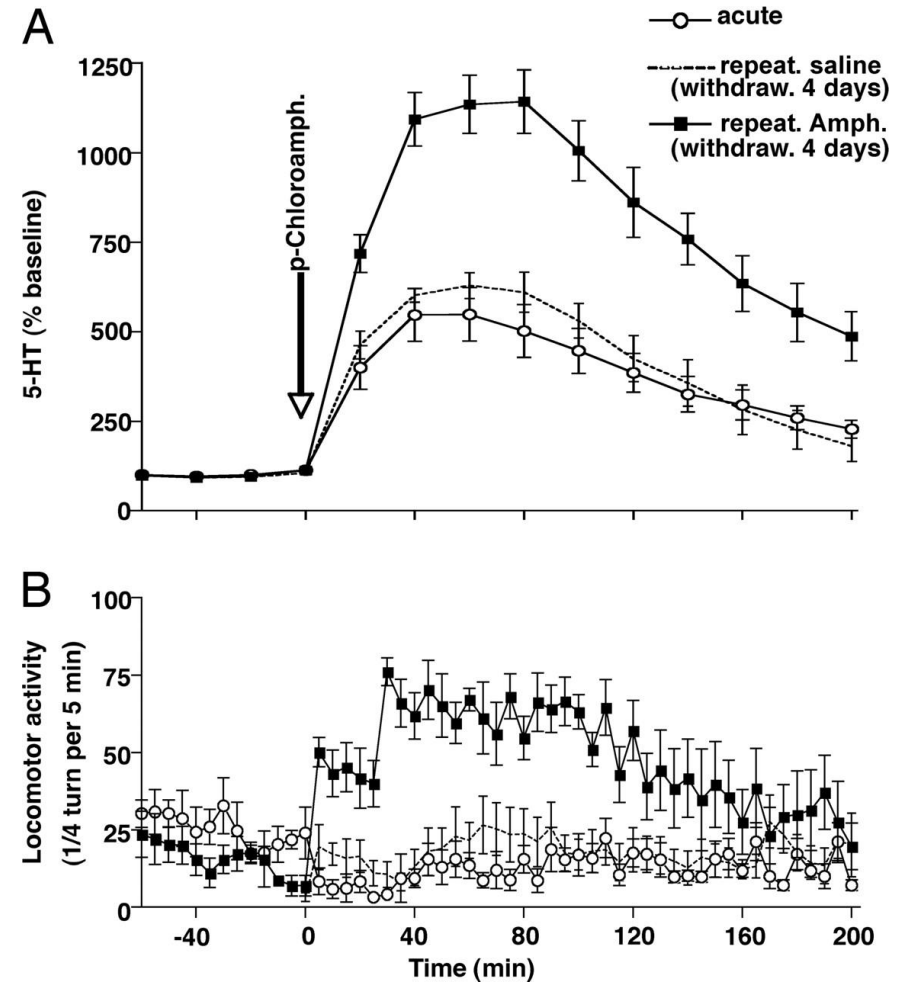 A
acute
repeat. saline
(withdraw. 4 days)
repeat. Amph.
(withdraw. 4 days)
1250
1000
750
500
250
0
5-HT (% baseline)
p-Chloroamph.
B
100
75
50
25
0
Locomotor activity
(1/4 turn per 5 min)
-40
0
40
80
120
160
200
Time (min)